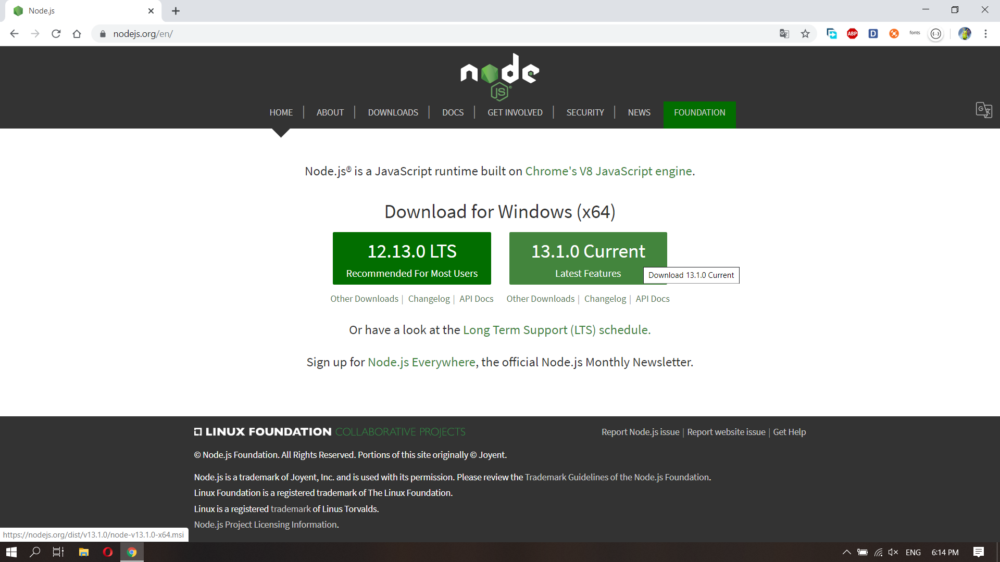 Node.js
nodejs.org/en/
ABP
D
fonts
node
JS
HOME | ABOUT | DOWNLOADS | DOCS | GET INVOLVED | SECURITY | NEWS FOUNDATION
Node.js® is a JavaScript runtime built on Chrome's V8 JavaScript engine.
Download for Windows (x64)
12.13.0 LTS
Recommended For Most Users
13.1.0 Current
Latest Features
Download 13.1.0 Current
Other Downloads | Changelog | API Docs
Other Downloads | Changelog | API Docs
Or have a look at the Long Term Support (LTS) schedule.
Sign up for Node.js Everywhere, the official Node.js Monthly Newsletter.
LINUX FOUNDATION COLLABORATIVE PROJECTS
Report Node.js issue | Report website issue | Get Help
© Node.js Foundation. All Rights Reserved. Portions of this site originally © Joyent.
Node.js is a trademark of Joyent, Inc. and is used with its permission. Please review the Trademark Guidelines of the Node.js Foundation.
Linux Foundation is a registered trademark of The Linux Foundation.
Linux is a registered trademark of Linus Torvalds.
Node.js Project Licensing Information.
https://nodejs.org/dist/v13.1.0/node-v13.1.0-x64.msi
ENG
6:14 PM